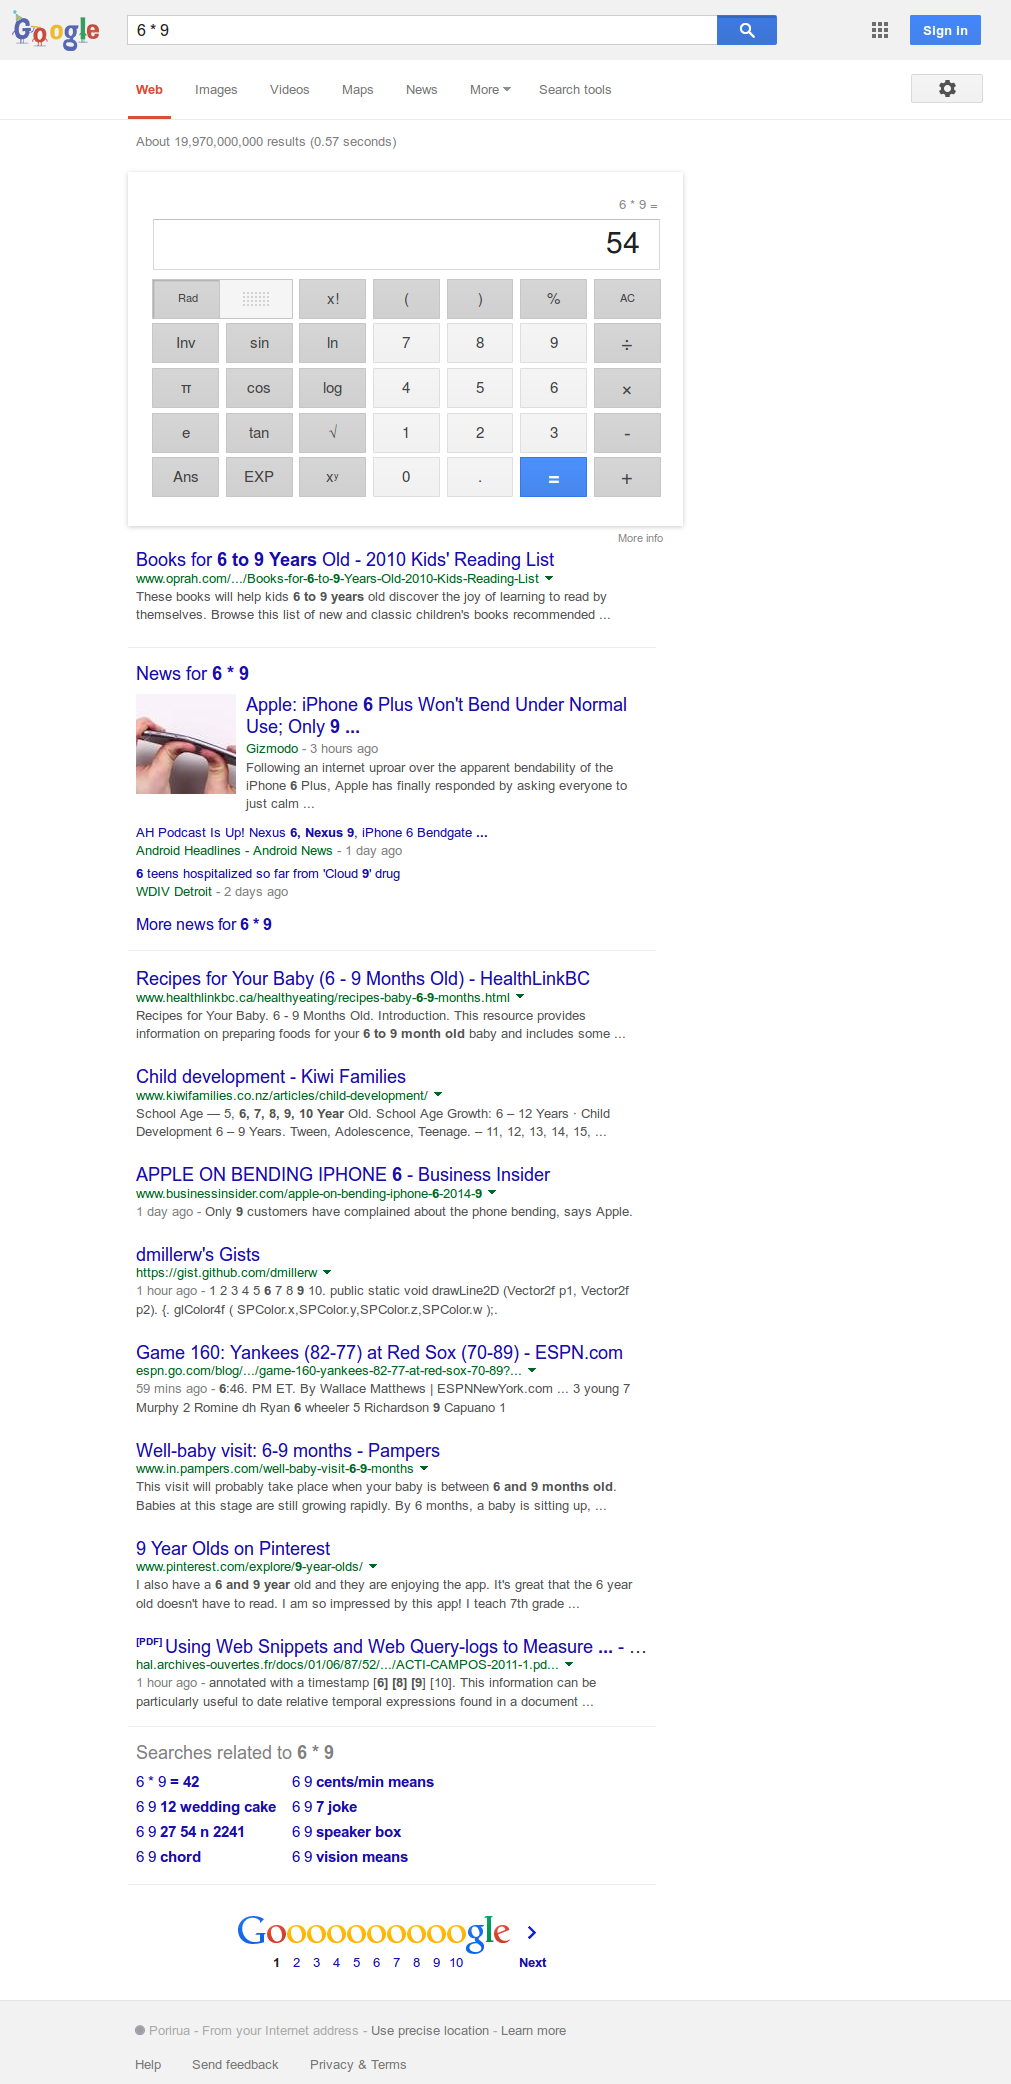 Google
6 * 9
Sign in
Web Images Videos Maps News More Search tools
About 19,970,000,000 results (0.57 seconds)
6 * 9 =
54
Rad x! ( ) % AC
Inv sin ln 7 8 9 ÷
π cos log 4 5 6 ×
e tan √ 1 2 3 -
Ans EXP xʸ 0 . = +
More info
Books for 6 to 9 Years Old - 2010 Kids' Reading List
www.oprah.com/.../Books-for-6-to-9-Years-Old-2010-Kids-Reading-List
These books will help kids 6 to 9 years old discover the joy of learning to read by
themselves. Browse this list of new and classic children's books recommended ...
News for 6 * 9
Apple: iPhone 6 Plus Won't Bend Under Normal
Use; Only 9 ...
Gizmodo - 3 hours ago
Following an internet uproar over the apparent bendability of the
iPhone 6 Plus, Apple has finally responded by asking everyone to
just calm ...
AH Podcast Is Up! Nexus 6, Nexus 9, iPhone 6 Bendgate ...
Android Headlines - Android News - 1 day ago
6 teens hospitalized so far from 'Cloud 9' drug
WDIV Detroit - 2 days ago
More news for 6 * 9
Recipes for Your Baby (6 - 9 Months Old) - HealthLinkBC
www.healthlinkbc.ca/healthyeating/recipes-baby-6-9-months.html
Recipes for Your Baby. 6 - 9 Months Old. Introduction. This resource provides
information on preparing foods for your 6 to 9 month old baby and includes some ...
Child development - Kiwi Families
www.kiwifamilies.co.nz/articles/child-development/
School Age — 5, 6, 7, 8, 9, 10 Year Old. School Age Growth: 6 – 12 Years · Child
Development 6 – 9 Years. Tween, Adolescence, Teenage. – 11, 12, 13, 14, 15, ...
APPLE ON BENDING IPHONE 6 - Business Insider
www.businessinsider.com/apple-on-bending-iphone-6-2014-9
1 day ago - Only 9 customers have complained about the phone bending, says Apple.
dmillerw's Gists
https://gist.github.com/dmillerw
1 hour ago - 1 2 3 4 5 6 7 8 9 10. public static void drawLine2D (Vector2f p1, Vector2f
p2). {. glColor4f ( SPColor.x,SPColor.y,SPColor.z,SPColor.w );.
Game 160: Yankees (82-77) at Red Sox (70-89) - ESPN.com
espn.go.com/blog/.../game-160-yankees-82-77-at-red-sox-70-89?...
59 mins ago - 6:46. PM ET. By Wallace Matthews | ESPNNewYork.com ... 3 young 7
Murphy 2 Romine dh Ryan 6 wheeler 5 Richardson 9 Capuano 1
Well-baby visit: 6-9 months - Pampers
www.in.pampers.com/well-baby-visit-6-9-months
This visit will probably take place when your baby is between 6 and 9 months old.
Babies at this stage are still growing rapidly. By 6 months, a baby is sitting up, ...
9 Year Olds on Pinterest
www.pinterest.com/explore/9-year-olds/
I also have a 6 and 9 year old and they are enjoying the app. It's great that the 6 year
old doesn't have to read. I am so impressed by this app! I teach 7th grade ...
[PDF] Using Web Snippets and Web Query-logs to Measure ... - ...
hal.archives-ouvertes.fr/docs/01/06/87/52/.../ACTI-CAMPOS-2011-1.pd...
1 hour ago - annotated with a timestamp [6] [8] [9] [10]. This information can be
particularly useful to date relative temporal expressions found in a document ...
Searches related to 6 * 9
6 * 9 = 42 6 9 cents/min means
6 9 12 wedding cake 6 9 7 joke
6 9 27 54 n 2241 6 9 speaker box
6 9 chord 6 9 vision means
Goooooooooogle
1 2 3 4 5 6 7 8 9 10 Next
Porirua - From your Internet address - Use precise location - Learn more
Help Send feedback Privacy & Terms